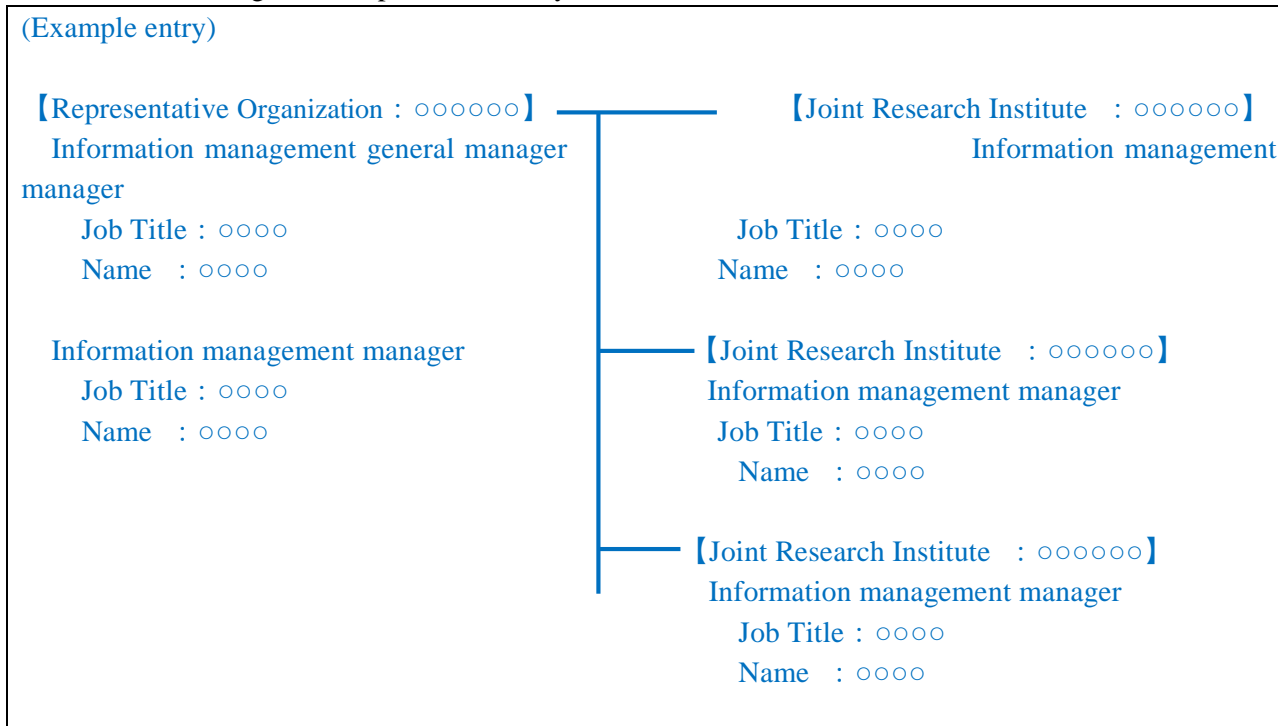 (Example entry)
【Representative Organization：○○○○○○】 【Joint Research Institute ：○○○○○○】
Information management general manager Information management
manager
Job Title：○○○○ Job Title：○○○○
Name ：○○○○ Name ：○○○○
Information management manager 【Joint Research Institute ：○○○○○○】
Job Title：○○○○ Information management manager
Name ：○○○○ Job Title：○○○○
Name ：○○○○
【Joint Research Institute ：○○○○○○】
Information management manager
Job Title：○○○○
Name ：○○○○